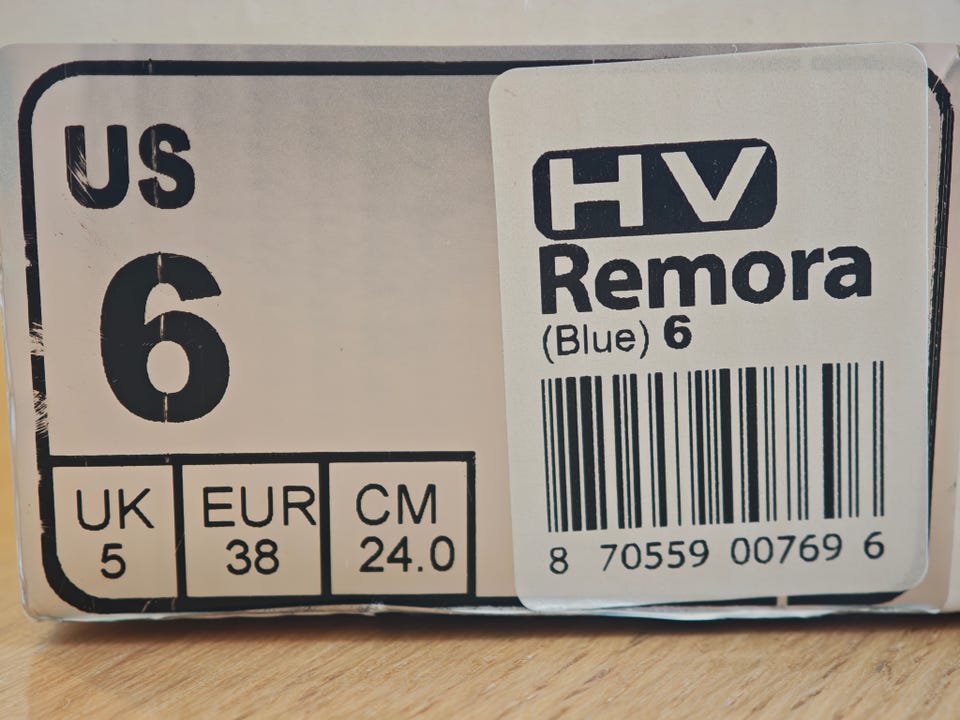 US
6
UK
5
EUR
38
CM
24.0
HV
Remora
(Blue) 6
8 70559 00769 6